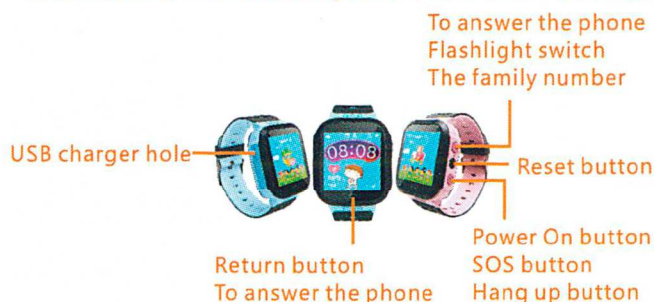 To answer the phone
Flashlight switch
The family number
USB charger hole
08:08
Reset button
Return button
To answer the phone
Power On button
SOS button
Hang up button